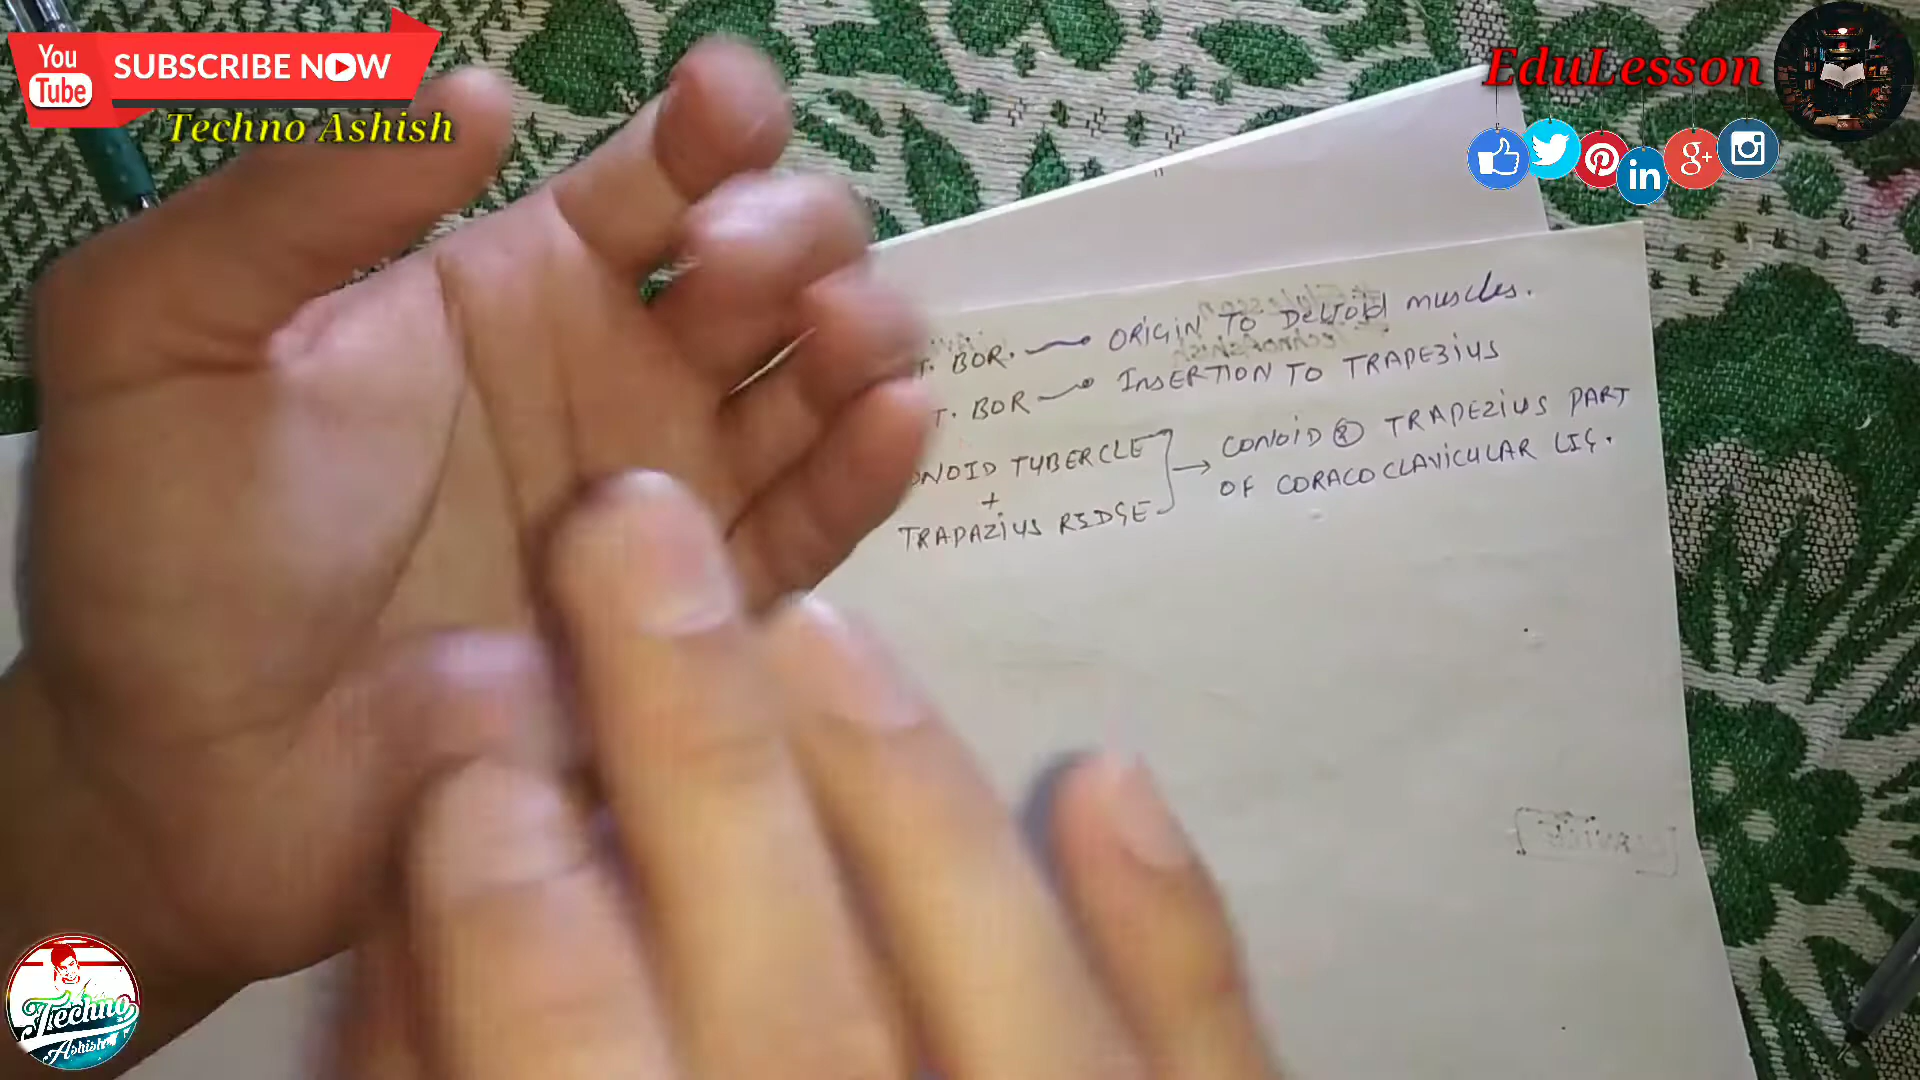 You
Tube
SUBSCRIBE NOW
Techno Ashish
EduLesson
T. BOR. ORIGIN TO DELTOID MUSCLES.
T. BOR INSERTION TO TRAPEZIUS
ONOID TUBERCLE
+
TRAPAZIUS RIDGE
→ CONOID & TRAPEZIUS PART
OF CORACOCLAVICULAR LIG.
Techno
Ashish